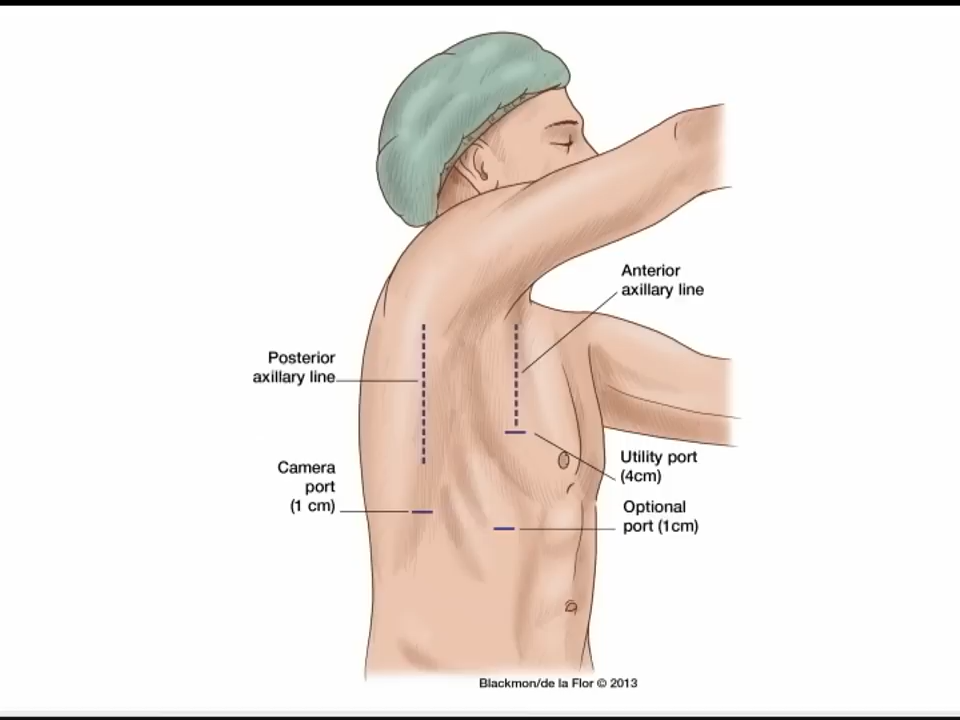 Anterior
axillary line
Posterior
axillary line
Utility port
(4cm)
Camera
port
(1 cm)
Optional
port (1cm)
Blackmon/de la Flor © 2013